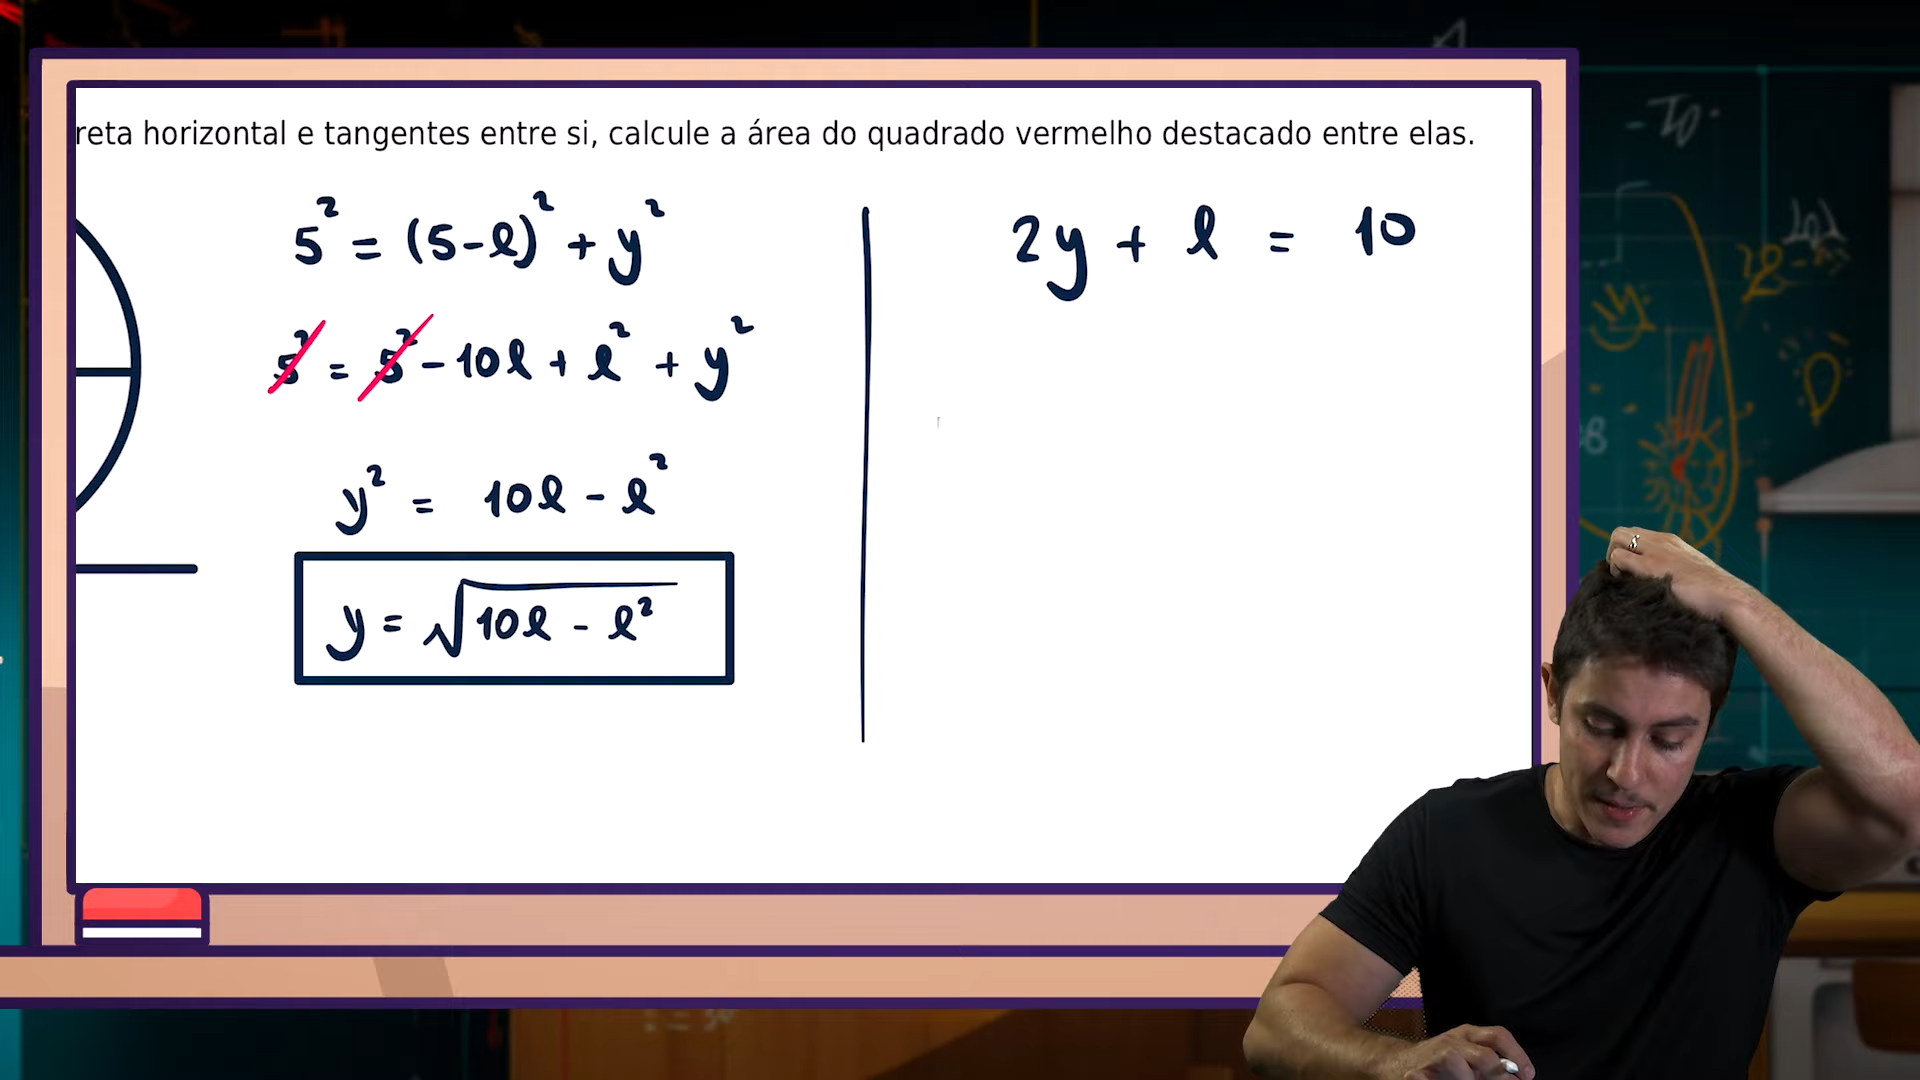 reta horizontal e tangentes entre si, calcule a área do quadrado vermelho destacado entre elas.
5² = (5-l)² + y²
5² = 5² - 10l + l² + y²
y² = 10l - l²
y = √10l - l²
2y + l = 10